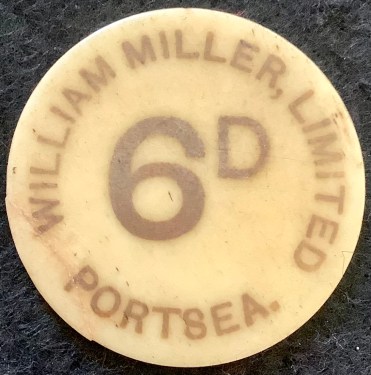 WILLIAM MILLER, LIMITED
6D
PORTSEA.